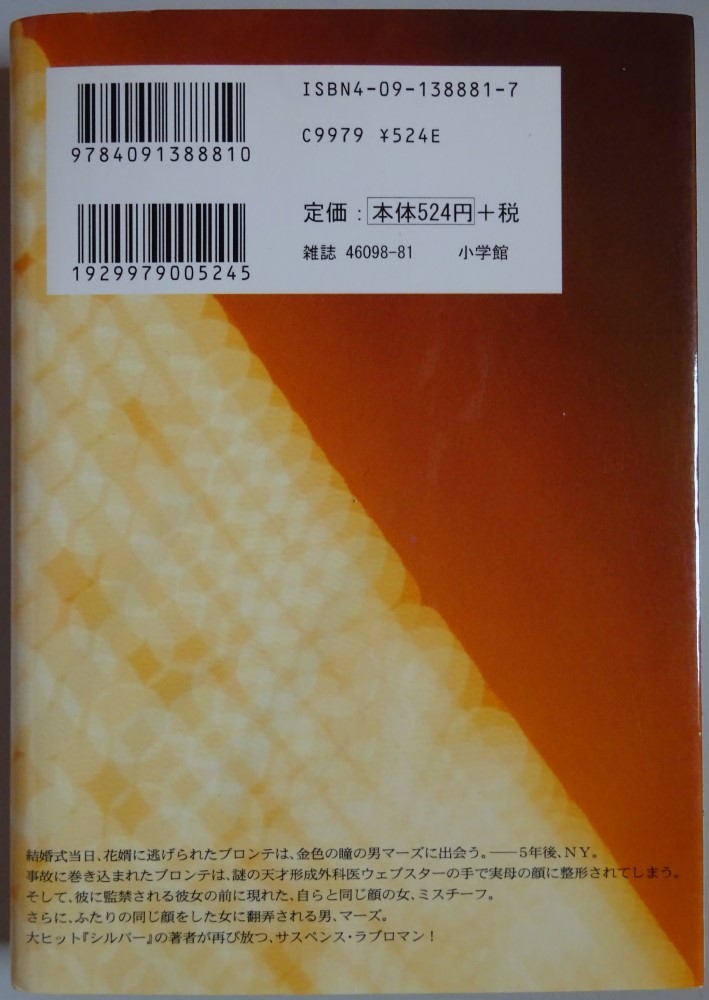 ISBN4-09-138881-7
C9979 ¥524E
9784091388810
定価:本体524円+税
雑誌 46098-81 小学館
1929979005245
結婚式当日、花婿に逃げられたブロンテは、金色の瞳の男マーズに出会う。――5年後、NY。
事故に巻き込まれたブロンテは、謎の天才形成外科医ウェブスターの手で実母の顔に整形されてしまう。
そして、彼に監禁される彼女の前に現れた、自らと同じ顔の女、ミスチーフ。
さらに、ふたりの同じ顔をした女に翻弄される男、マーズ。
大ヒット『シルバー』の著者が再び放つ、サスペンス・ラブロマン!